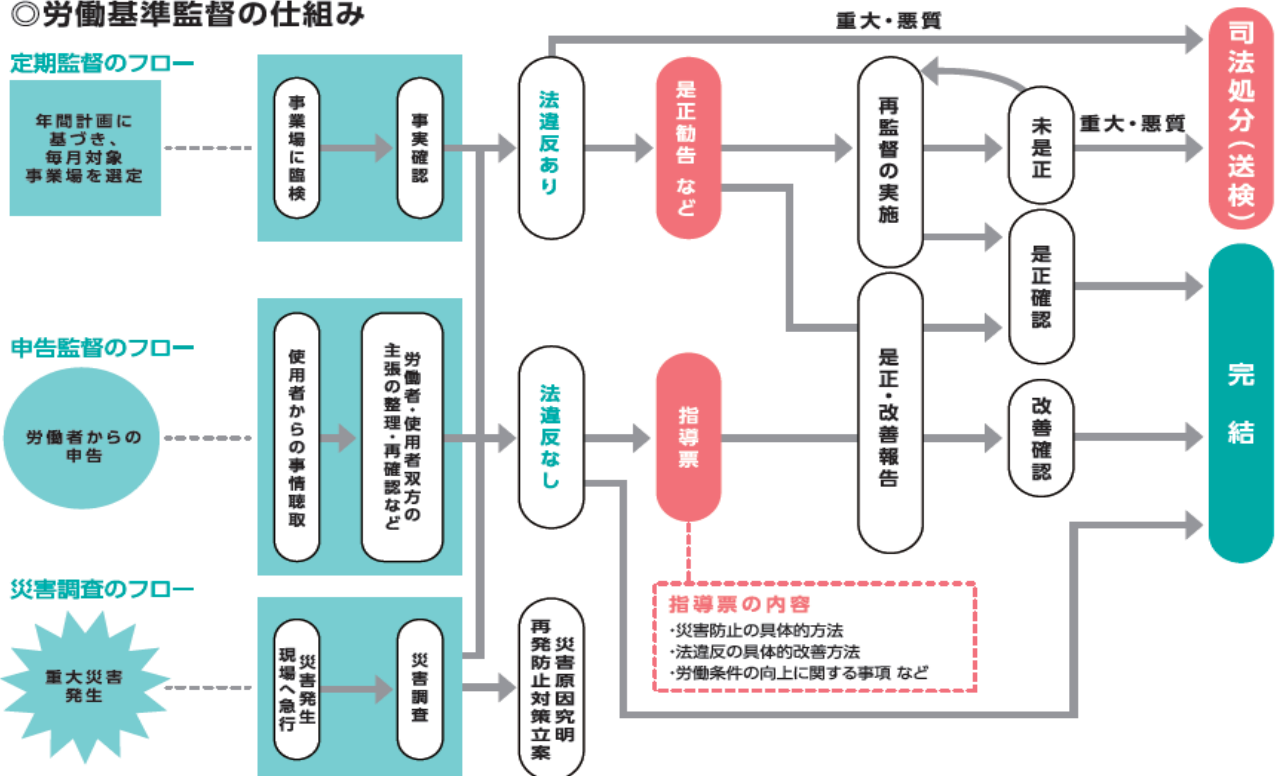 ◎労働基準監督の仕組み
定期監督のフロー
年間計画に
基づき、
毎月対象
事業場を選定
事業場に臨検
事実確認
法違反あり
是正勧告 など
再監督の実施
未是正
重大・悪質
重大・悪質
司法処分(送検)
是正確認
申告監督のフロー
労働者からの
申告
使用者からの事情聴取
労働者・使用者双方の
主張の整理・再確認など
法違反なし
指導票
是正・改善報告
改善確認
完結
災害調査のフロー
重大災害
発生
災害発生
現場へ急行
災害調査
災害原因究明
再発防止対策立案
指導票の内容
・災害防止の具体的方法
・法違反の具体的改善方法
・労働条件の向上に関する事項 など